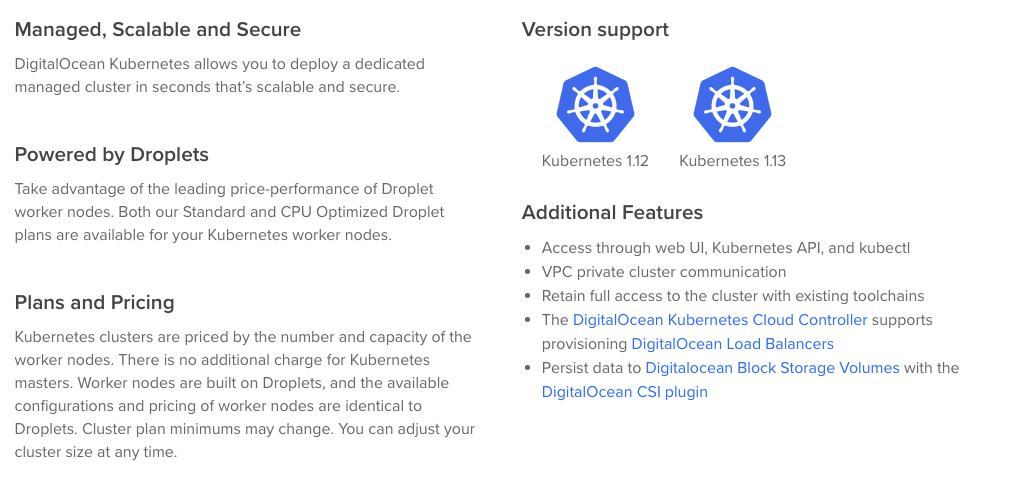 Managed, Scalable and Secure
DigitalOcean Kubernetes allows you to deploy a dedicated
managed cluster in seconds that's scalable and secure.
Powered by Droplets
Take advantage of the leading price-performance of Droplet
worker nodes. Both our Standard and CPU Optimized Droplet
plans are available for your Kubernetes worker nodes.
Plans and Pricing
Kubernetes clusters are priced by the number and capacity of the
worker nodes. There is no additional charge for Kubernetes
masters. Worker nodes are built on Droplets, and the available
configurations and pricing of worker nodes are identical to
Droplets. Cluster plan minimums may change. You can adjust your
cluster size at any time.
Version support
Kubernetes 1.12 Kubernetes 1.13
Additional Features
• Access through web UI, Kubernetes API, and kubectl
• VPC private cluster communication
• Retain full access to the cluster with existing toolchains
• The DigitalOcean Kubernetes Cloud Controller supports
provisioning DigitalOcean Load Balancers
• Persist data to Digitalocean Block Storage Volumes with the
DigitalOcean CSI plugin